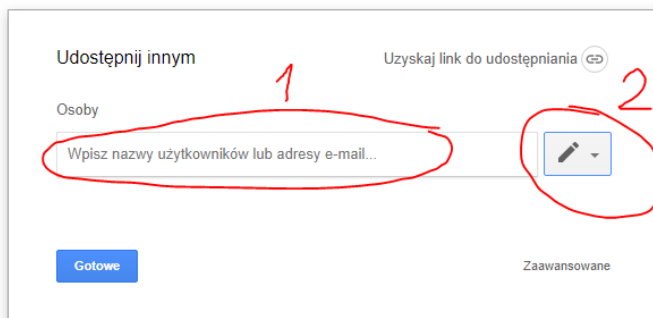 Udostępnij innym
Uzyskaj link do udostępniania
1
2
Osoby
Wpisz nazwy użytkowników lub adresy e-mail...
Gotowe
Zaawansowane